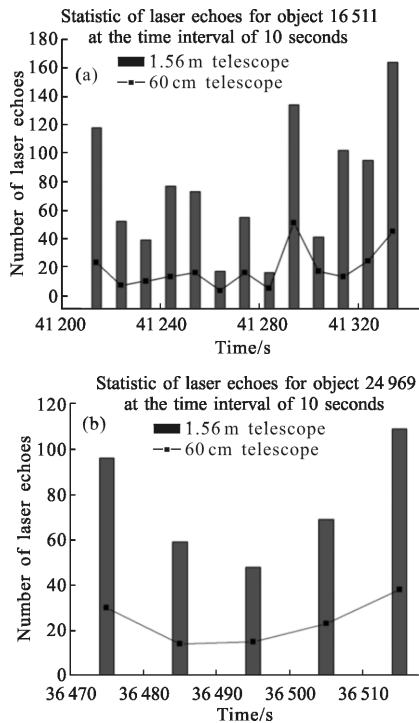 Statistic of laser echoes for object 16 511
at the time interval of 10 seconds
(a)
1.56 m telescope
60 cm telescope
Number of laser echoes
180
160
140
120
100
80
60
40
20
0
41 200
41 240
41 280
41 320
Time/s
Statistic of laser echoes for object 24 969
at the time interval of 10 seconds
(b)
1.56 m telescope
60 cm telescope
Number of laser echoes
120
100
80
60
40
20
0
36 470
36 480
36 490
36 500
36 510
Time/s